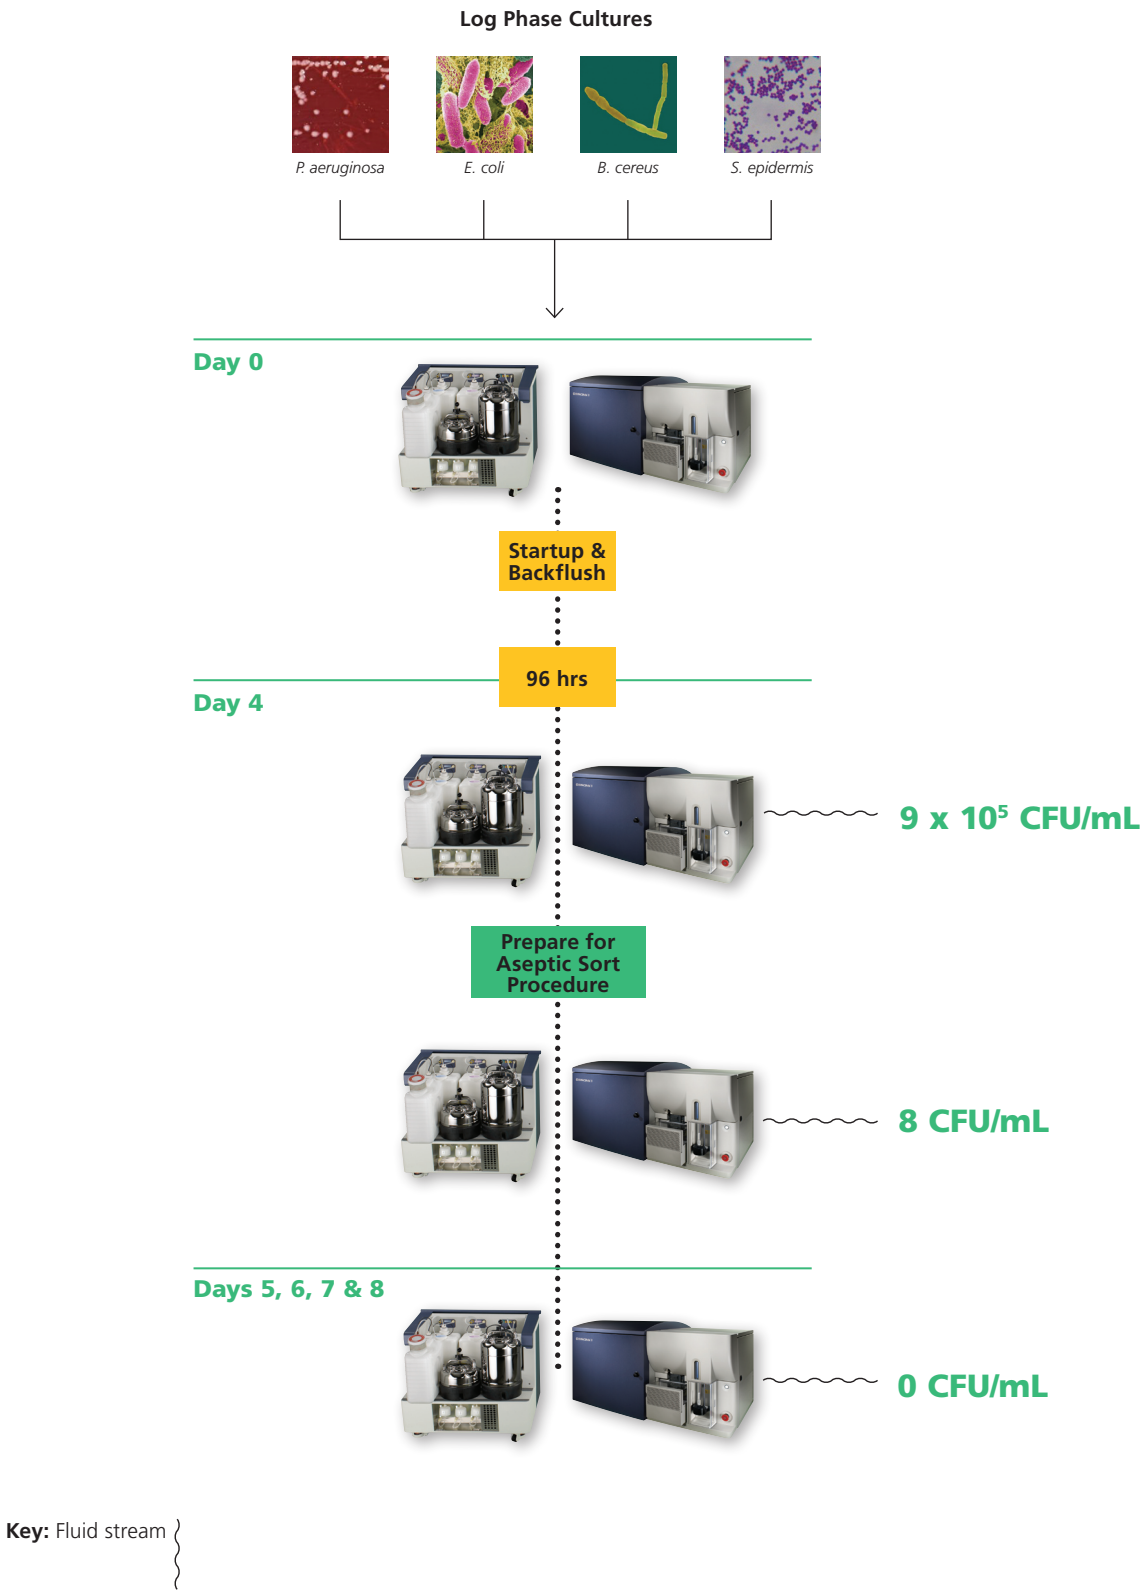 Log Phase Cultures
P. aeruginosa
E. coli
B. cereus
S. epidermis
Day 0
Startup &
Backflush
96 hrs
Day 4
9 x 10⁵ CFU/mL
Prepare for
Aseptic Sort
Procedure
8 CFU/mL
Days 5, 6, 7 & 8
0 CFU/mL
Key: Fluid stream